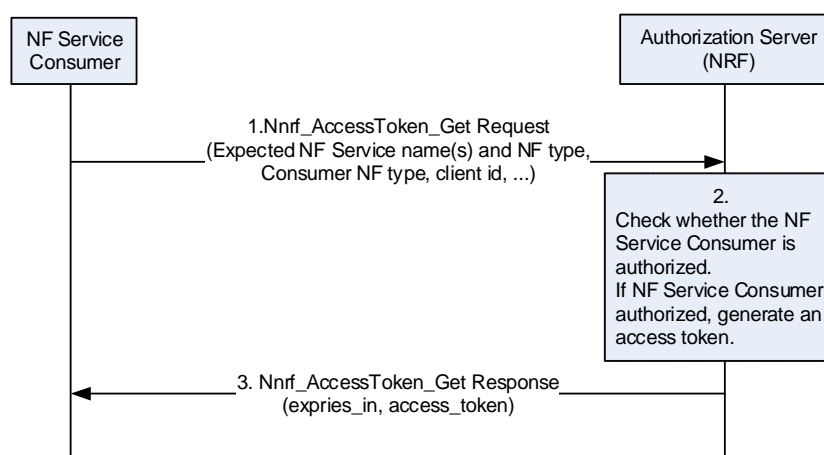 NF Service
Consumer
Authorization Server
(NRF)
1.Nnrf_AccessToken_Get Request
(Expected NF Service name(s) and NF type,
Consumer NF type, client id, ...)
2.
Check whether the NF
Service Consumer is
authorized.
If NF Service Consumer
authorized, generate an
access token.
3. Nnrf_AccessToken_Get Response
(expries_in, access_token)